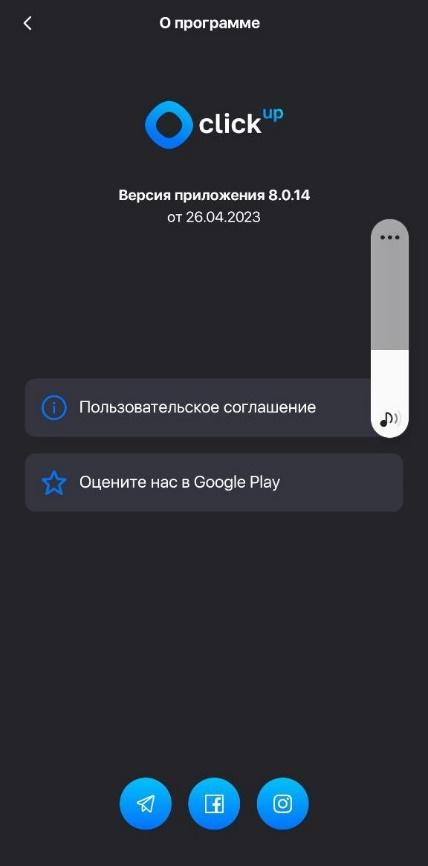 О программе
click up
Версия приложения 8.0.14
от 26.04.2023
Пользовательское соглашение
Оцените нас в Google Play